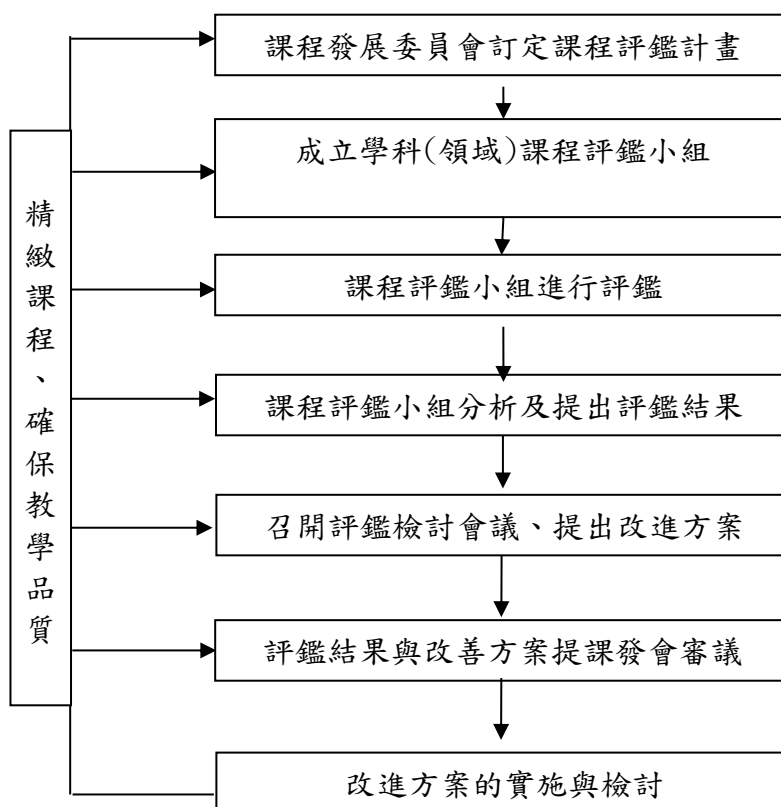 課程發展委員會訂定課程評鑑計畫
成立學科(領域)課程評鑑小組
精緻課程、確保教學品質
課程評鑑小組進行評鑑
課程評鑑小組分析及提出評鑑結果
召開評鑑檢討會議、提出改進方案
評鑑結果與改善方案提課發會審議
改進方案的實施與檢討